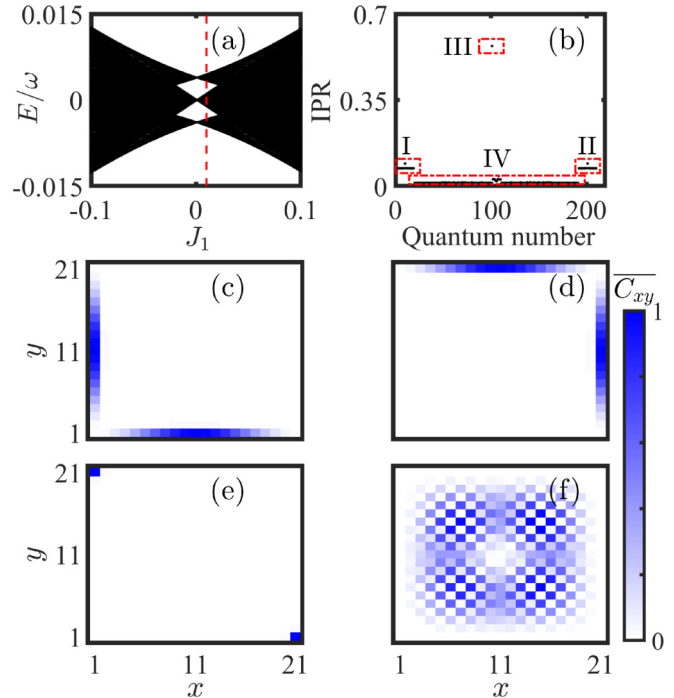 0.015
(a)
E/ω
0
-0.015
-0.1
0
0.1
J₁
0.7
III
(b)
IPR
0.35
I
IV
II
0
0
100
200
Quantum number
21
(c)
y
11
1
(d)
C_xy
1
0
21
(e)
y
11
1
1
11
21
x
(f)
1
11
21
x